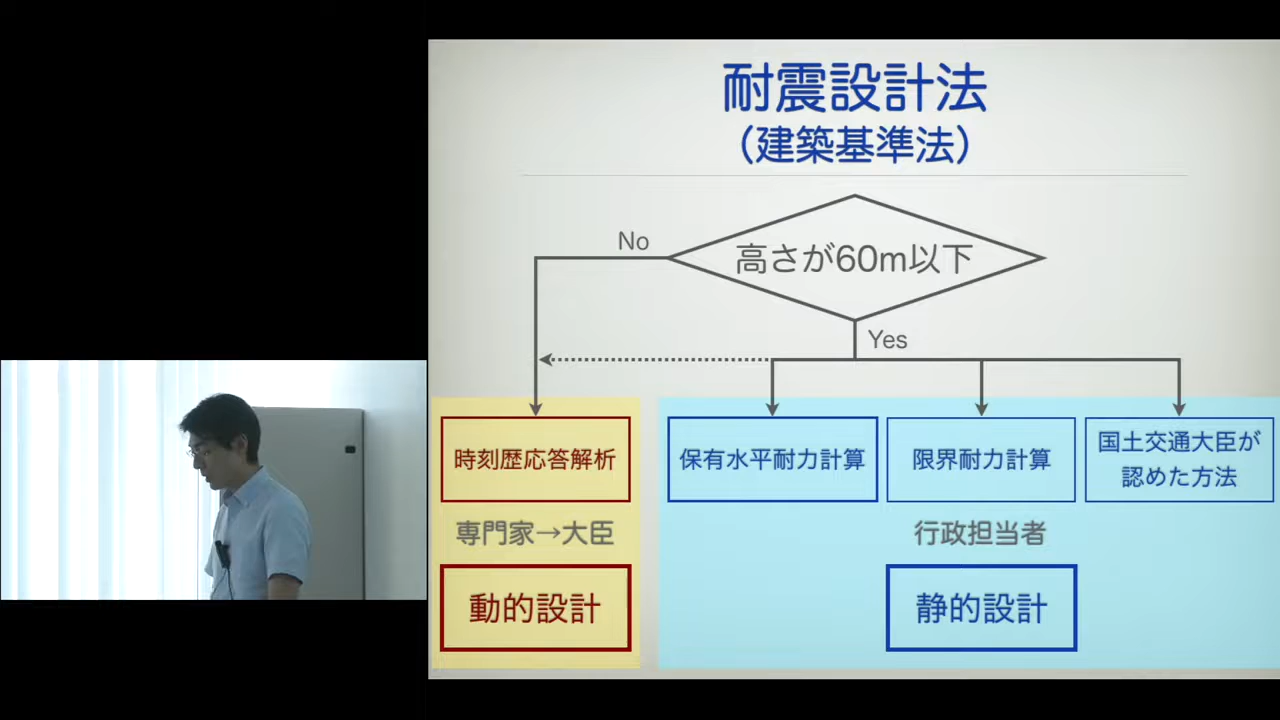 耐震設計法
（建築基準法）
高さが60m以下
No
Yes
時刻歴応答解析
保有水平耐力計算
限界耐力計算
国土交通大臣が
認めた方法
専門家→大臣
行政担当者
動的設計
静的設計